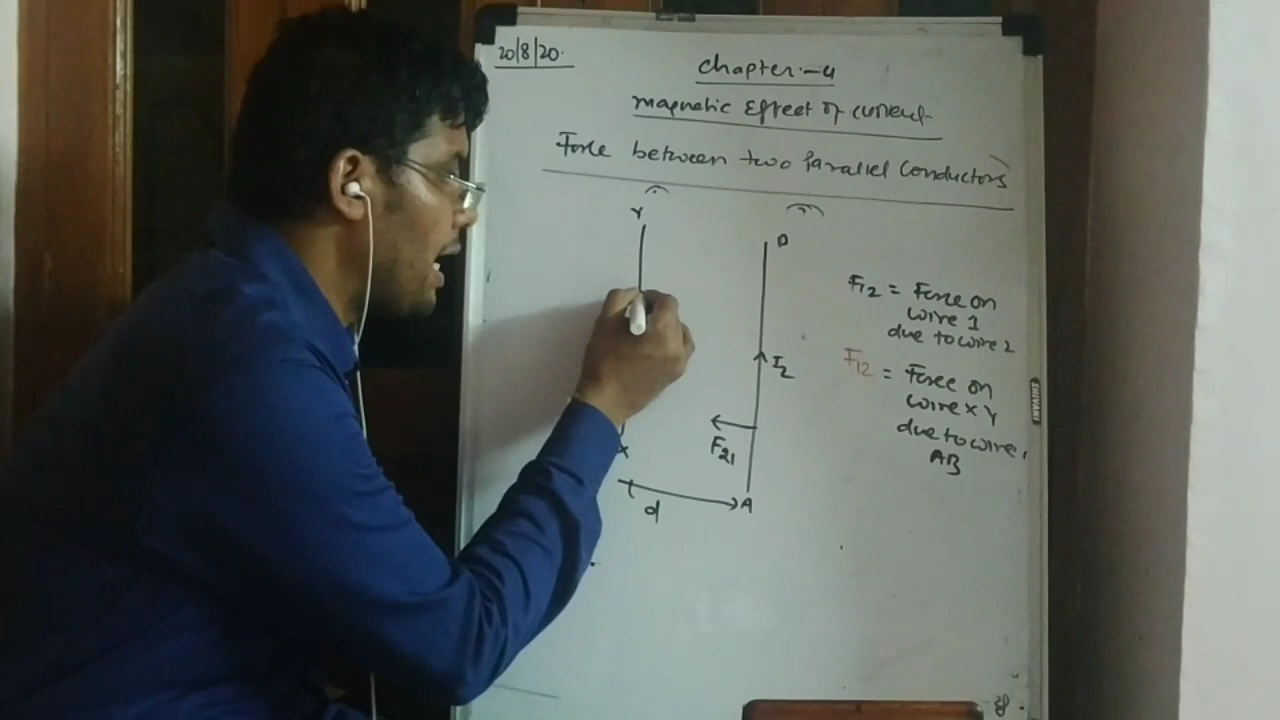 20/8/20.
Chapter:-4
Magnetic Effect of current
Force between two Parallel Conductors
Y
B
F12 = Force on
wire 1
due to wire 2
I2
F12 = Force on
wire XY
due to wire
AB
F21
X
d
A
SHIVANI